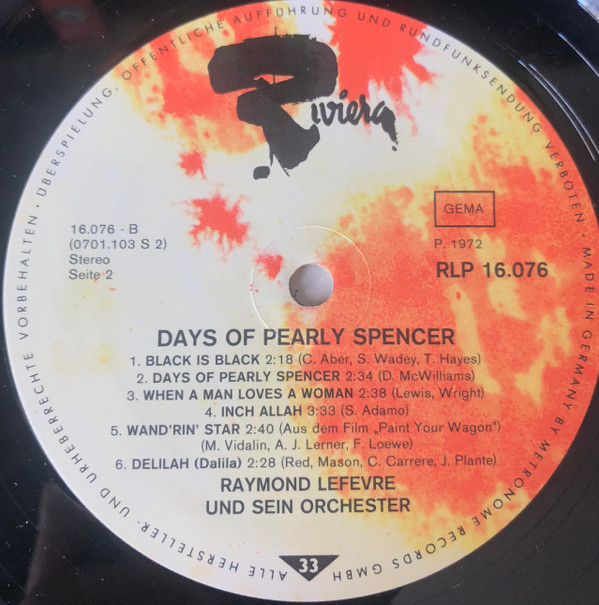 Riviera
ALLE HERSTELLER- UND URHEBERRECHTE VORBEHALTEN · ÜBERSPIELUNG, ÖFFENTLICHE AUFFÜHRUNG UND RUNDFUNKSENDUNG VERBOTEN · MADE IN GERMANY BY METRONOME RECORDS GMBH
16.076 - B
(0701.103 S 2)
Stereo
Seite 2
GEMA
P. 1972
RLP 16.076
DAYS OF PEARLY SPENCER
1. BLACK IS BLACK 2:18 (C. Aber, S. Wadey, T. Hayes)
2. DAYS OF PEARLY SPENCER 2:34 (D. McWilliams)
3. WHEN A MAN LOVES A WOMAN 2:38 (Lewis, Wright)
4. INCH ALLAH 3:33 (S. Adamo)
5. WAND'RIN' STAR 2:40 (Aus dem Film „Paint Your Wagon")
(M. Vidalin, A. J. Lerner, F. Loewe)
6. DELILAH (Dalila) 2:28 (Red, Mason, C. Carrere, J. Plante)
RAYMOND LEFEVRE
UND SEIN ORCHESTER
33